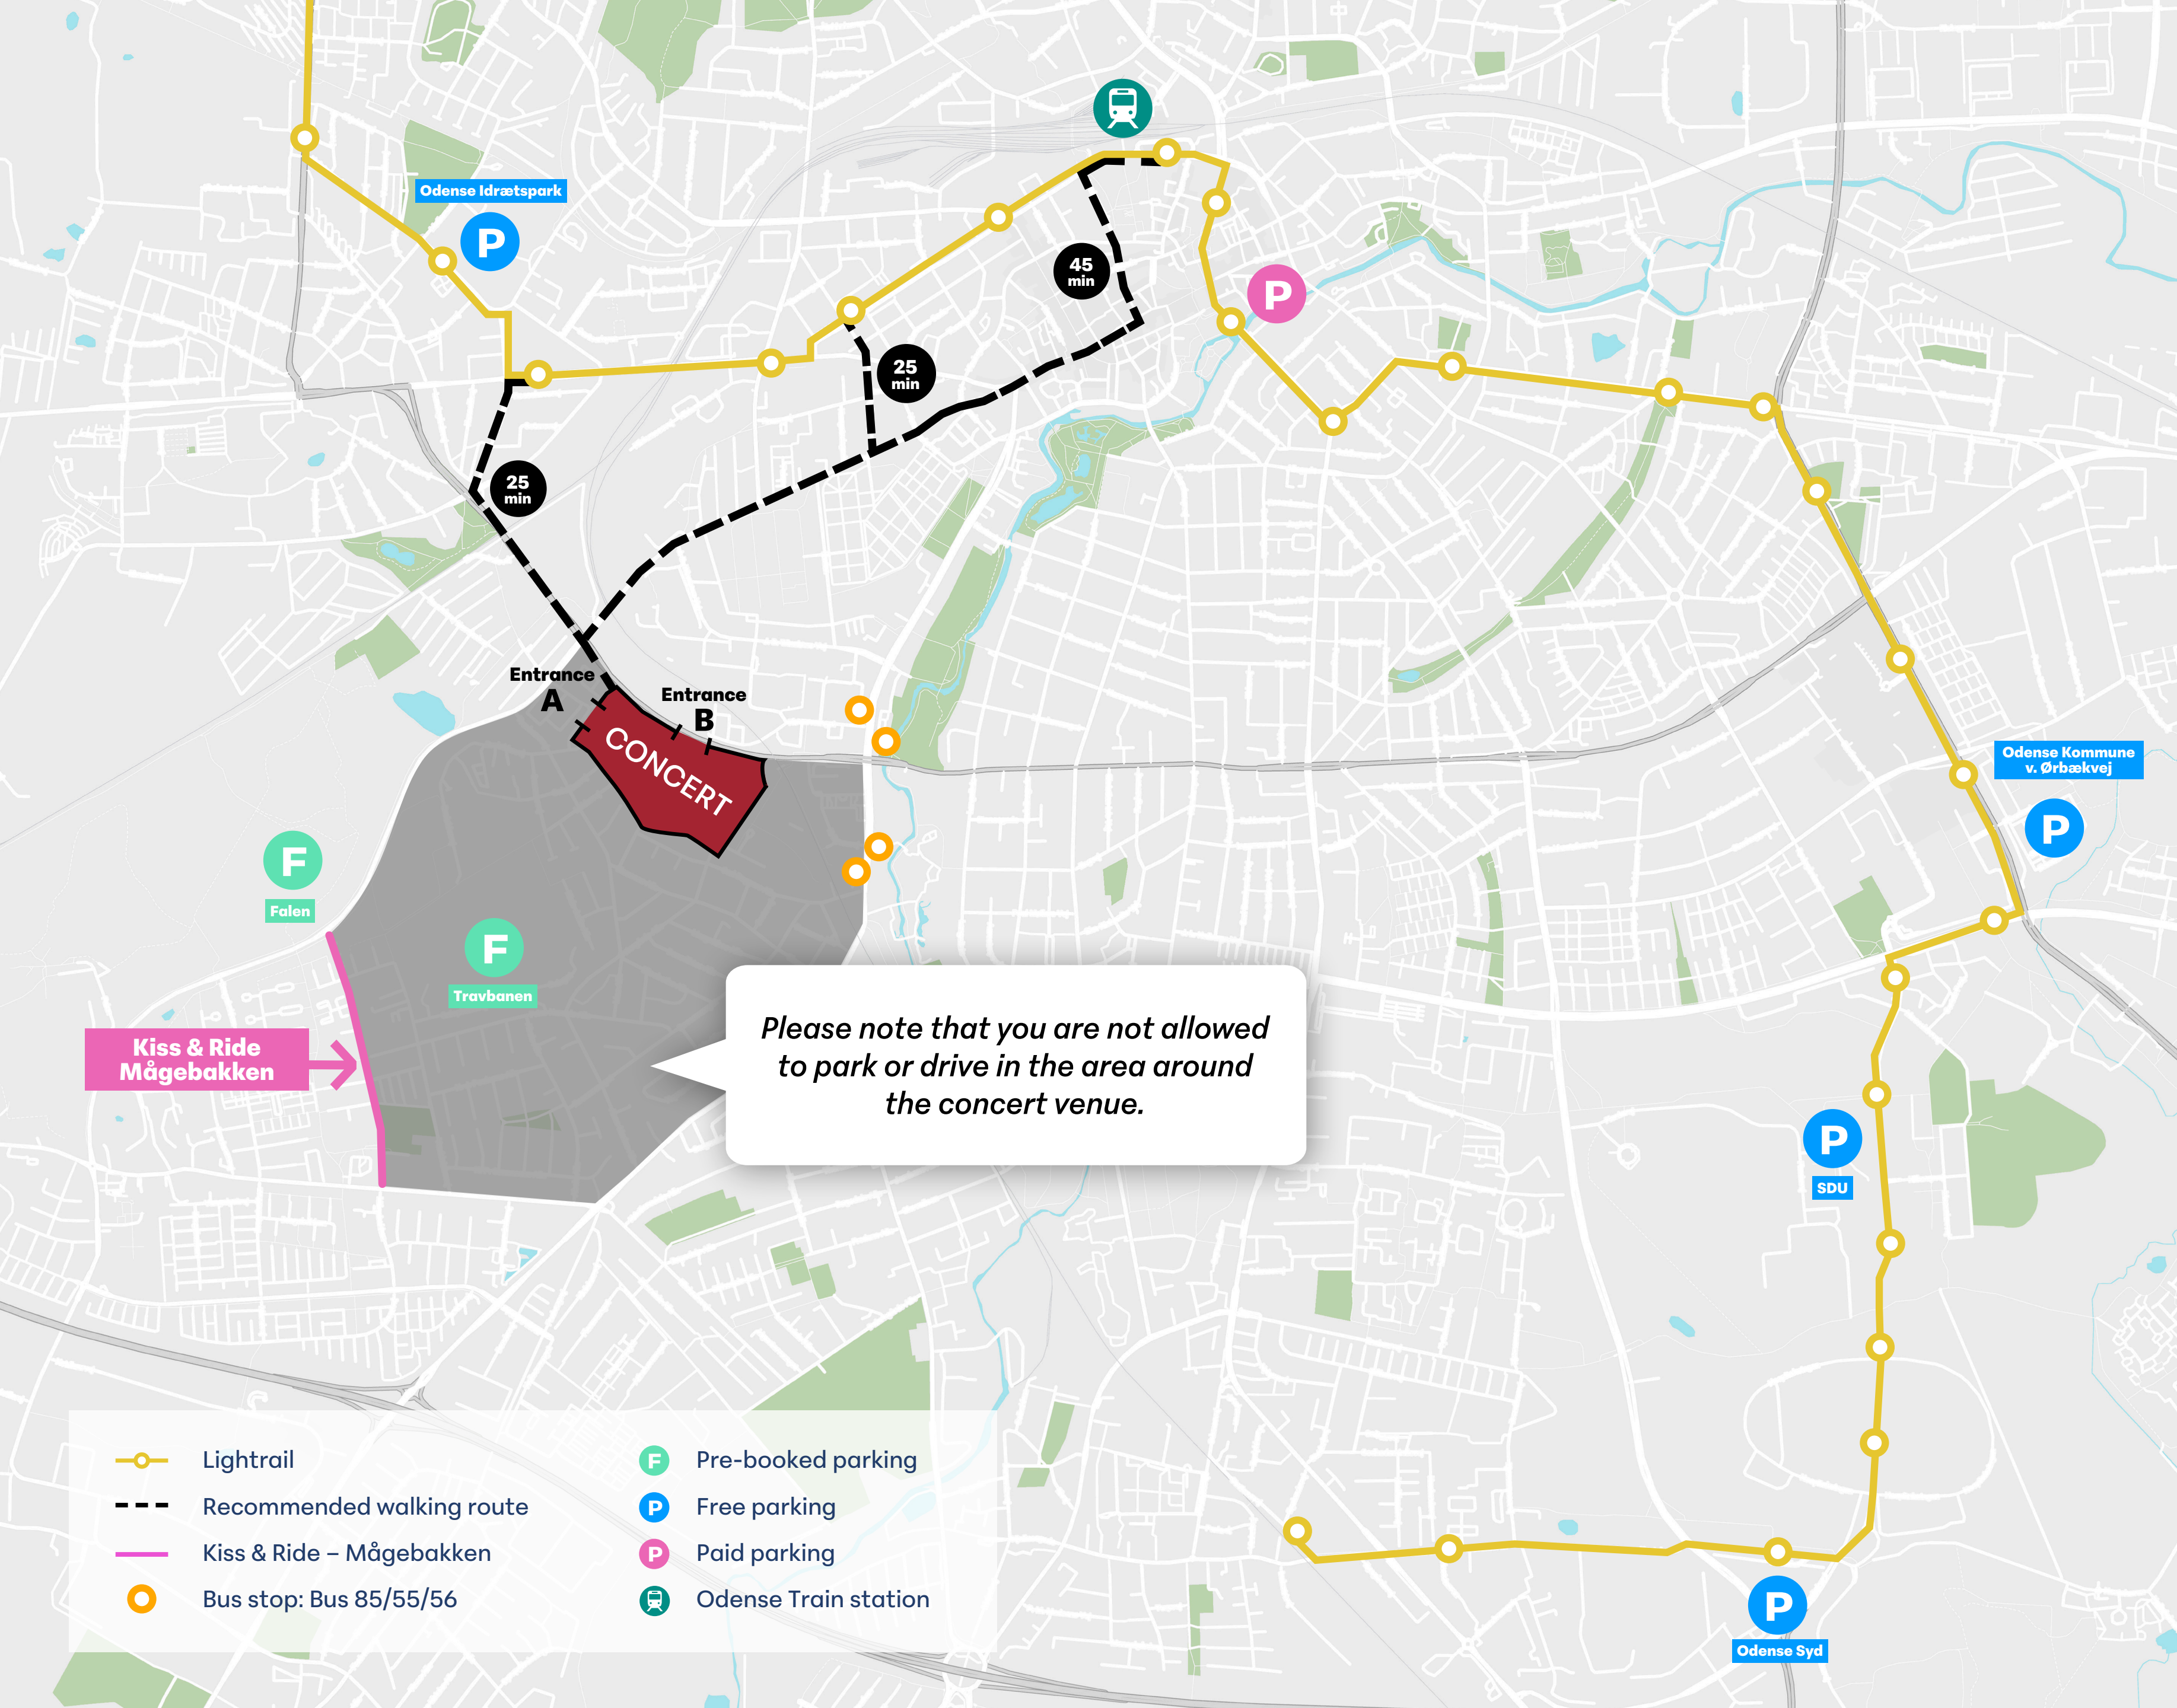 P
Odense Idrætspark
P
45
min
25
min
25
min
P
Entrance
A
Entrance
B
CONCERT
Odense Kommune
v. Ørbækvej
P
F
Falen
F
Travbanen
Kiss & Ride
Mågebakken
Please note that you are not allowed
to park or drive in the area around
the concert venue.
P
SDU
Lightrail
Recommended walking route
Kiss & Ride – Mågebakken
Bus stop: Bus 85/55/56
F Pre-booked parking
P Free parking
P Paid parking
Odense Train station
P
Odense Syd